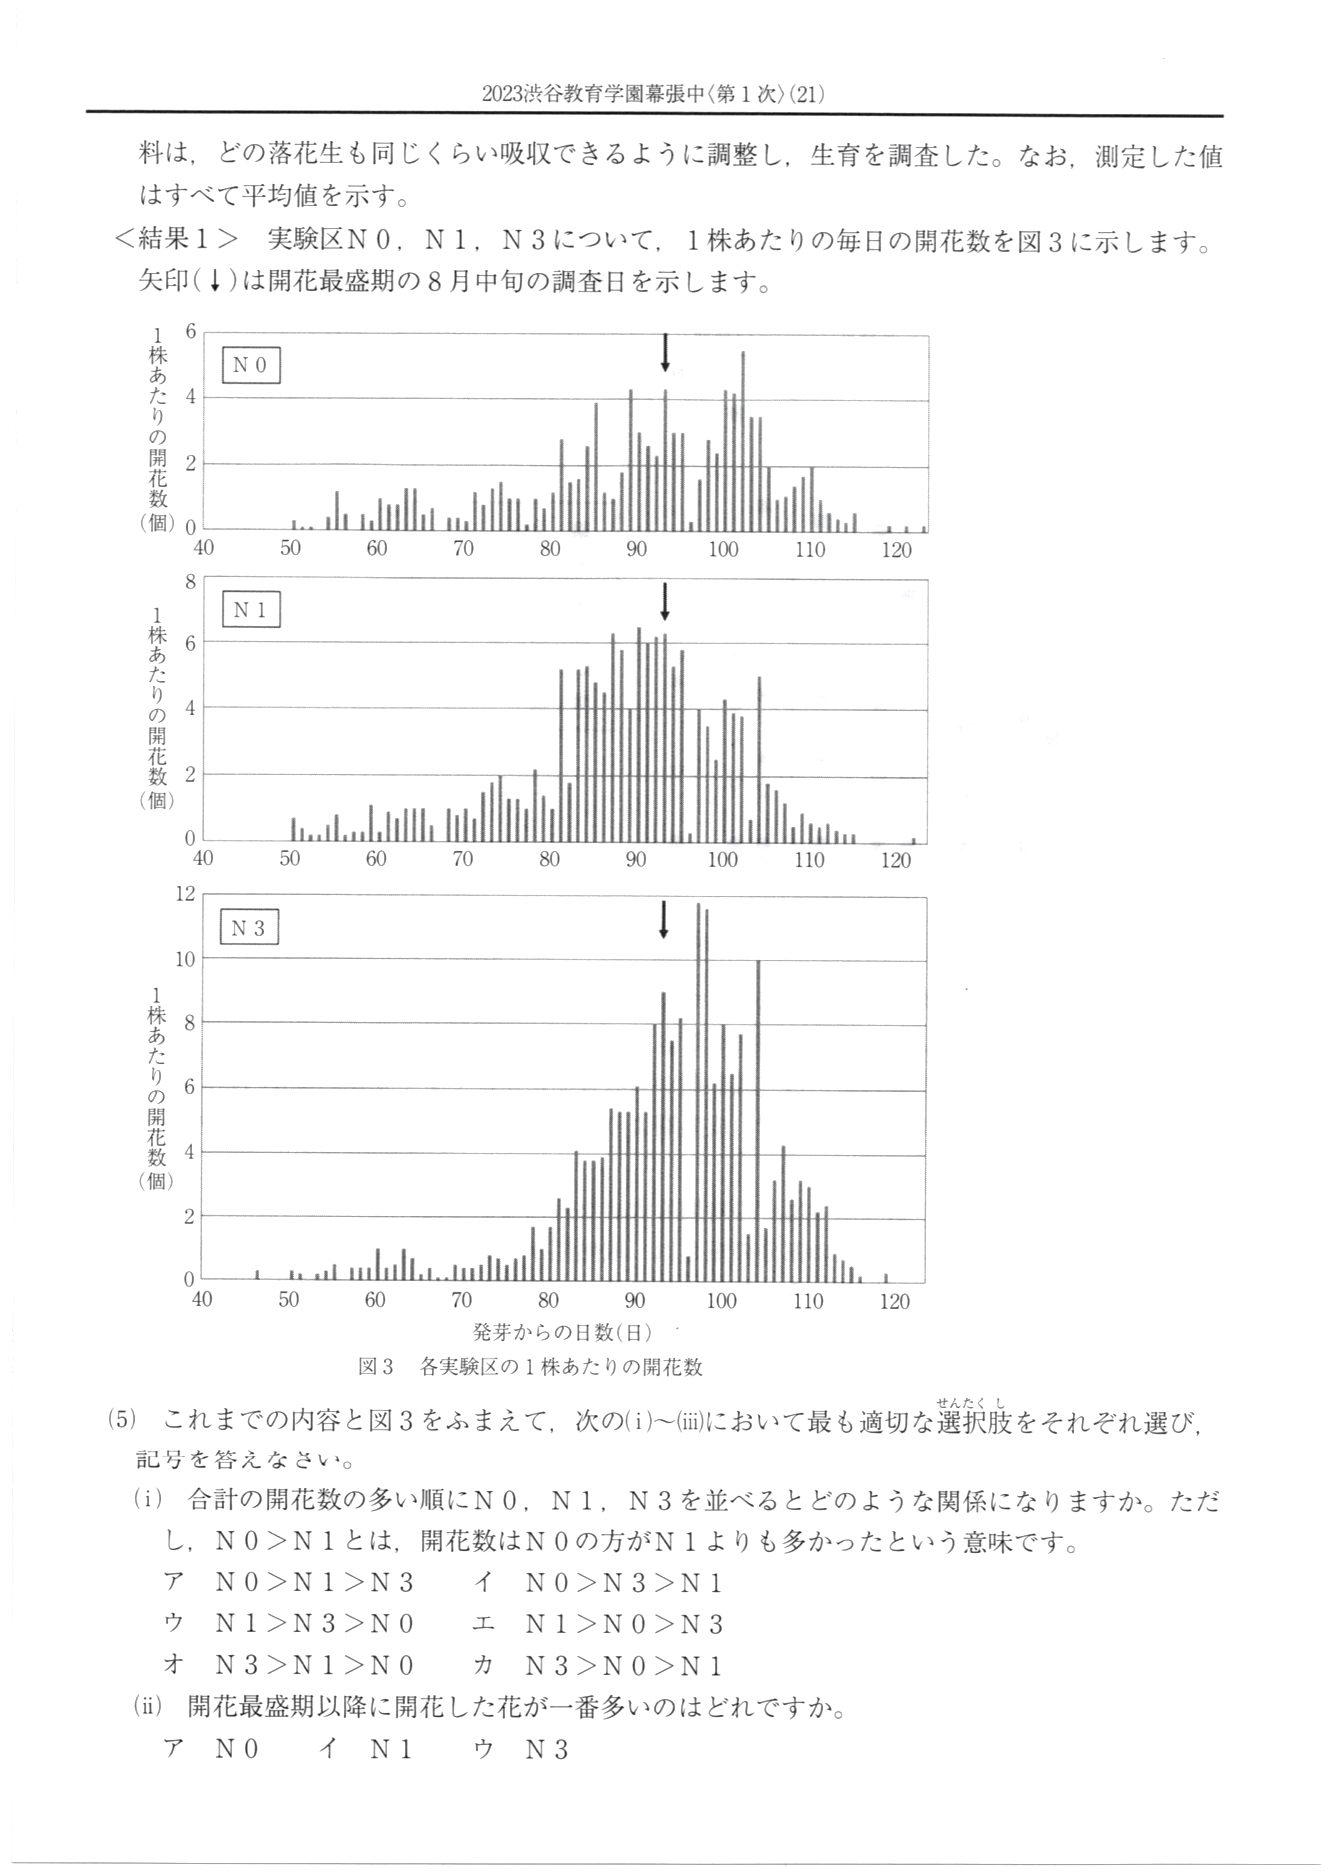 2023渋谷教育学園幕張中〈第1次〉(21)
料は，どの落花生も同じくらい吸収できるように調整し，生育を調査した。なお，測定した値
はすべて平均値を示す。
＜結果1＞　実験区N0，N1，N3について，1株あたりの毎日の開花数を図3に示します。
矢印(↓)は開花最盛期の8月中旬の調査日を示します。
1株あたりの開花数(個)
6
4
2
0
N0
40 50 60 70 80 90 100 110 120
1株あたりの開花数(個)
8
6
4
2
0
N1
40 50 60 70 80 90 100 110 120
1株あたりの開花数(個)
12
10
8
6
4
2
0
N3
40 50 60 70 80 90 100 110 120
発芽からの日数(日)
図3　各実験区の1株あたりの開花数
(5)　これまでの内容と図3をふまえて，次の(i)～(iii)において最も適切な選択肢をそれぞれ選び，
せんたくし
記号を答えなさい。
(i)　合計の開花数の多い順にN0，N1，N3を並べるとどのような関係になりますか。ただ
し，N0＞N1とは，開花数はN0の方がN1よりも多かったという意味です。
ア　N0＞N1＞N3　　イ　N0＞N3＞N1
ウ　N1＞N3＞N0　　エ　N1＞N0＞N3
オ　N3＞N1＞N0　　カ　N3＞N0＞N1
(ii)　開花最盛期以降に開花した花が一番多いのはどれですか。
ア　N0　　イ　N1　　ウ　N3